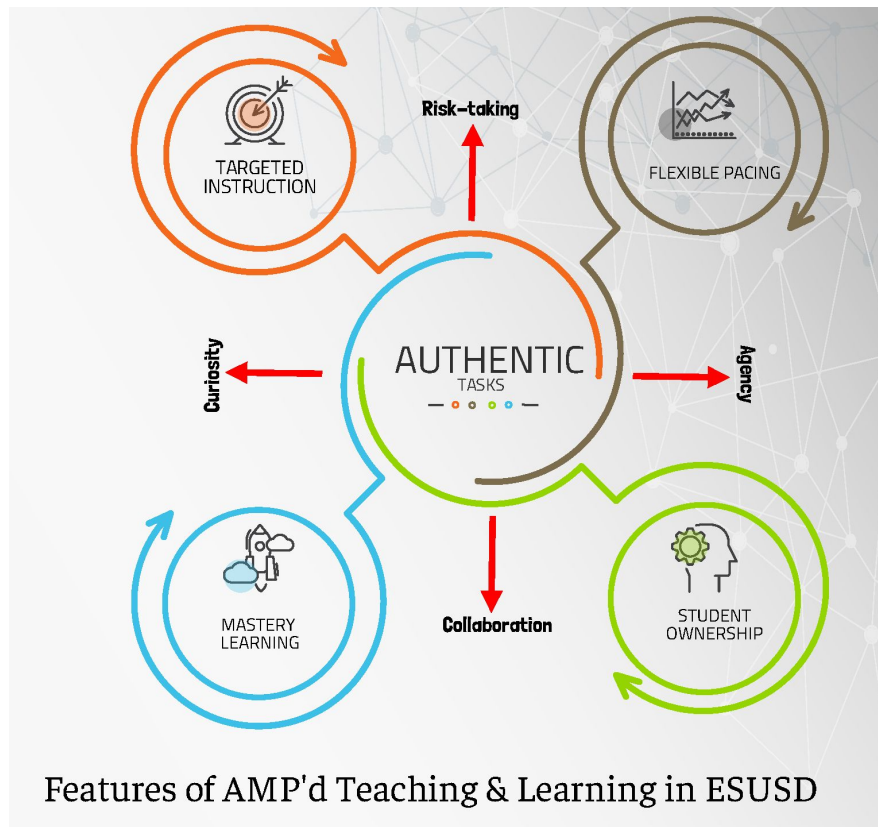 Risk-taking
TARGETED
INSTRUCTION
FLEXIBLE PACING
Curiosity
AUTHENTIC
TASKS
Agency
MASTERY
LEARNING
Collaboration
STUDENT
OWNERSHIP
Features of AMP'd Teaching & Learning in ESUSD